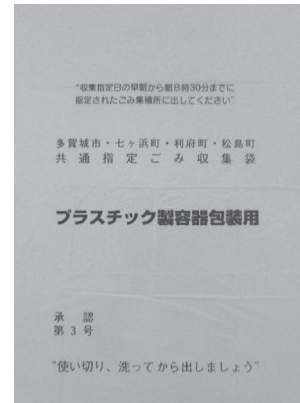 “収集指定日の早朝から朝8時30分までに
指定されたごみ集積所に出してください”
多賀城市・七ヶ浜町・利府町・松島町
共通指定ごみ収集袋
プラスチック製容器包装用
承認
第3号
“使い切り、洗ってから出しましょう”